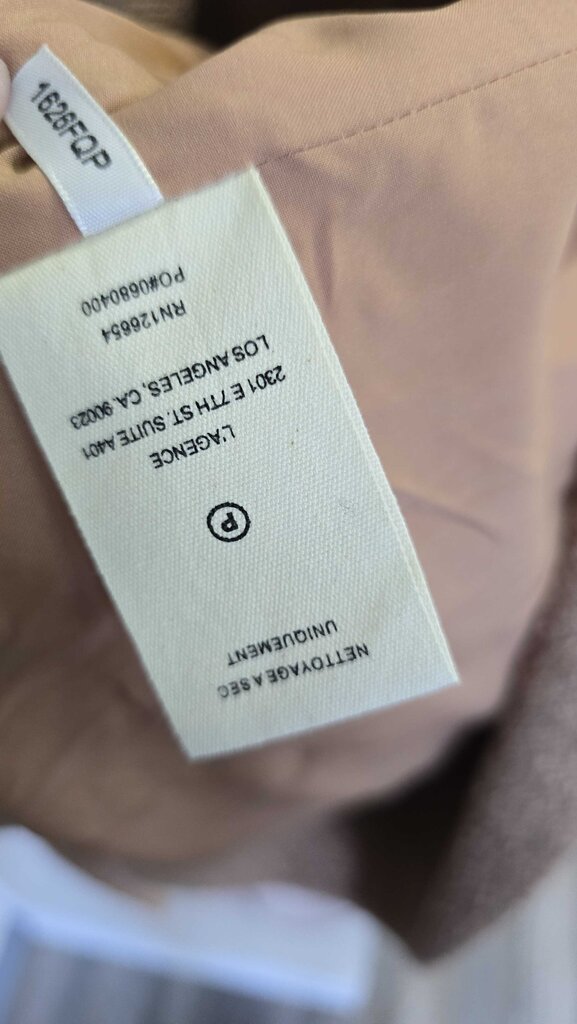 1626FQP
NETTOYAGE A SEC
UNIQUEMENT
P
L'AGENCE
2301 E 7TH ST. SUITE A401
LOS ANGELES, CA. 90023
RN126654
PO#0680400